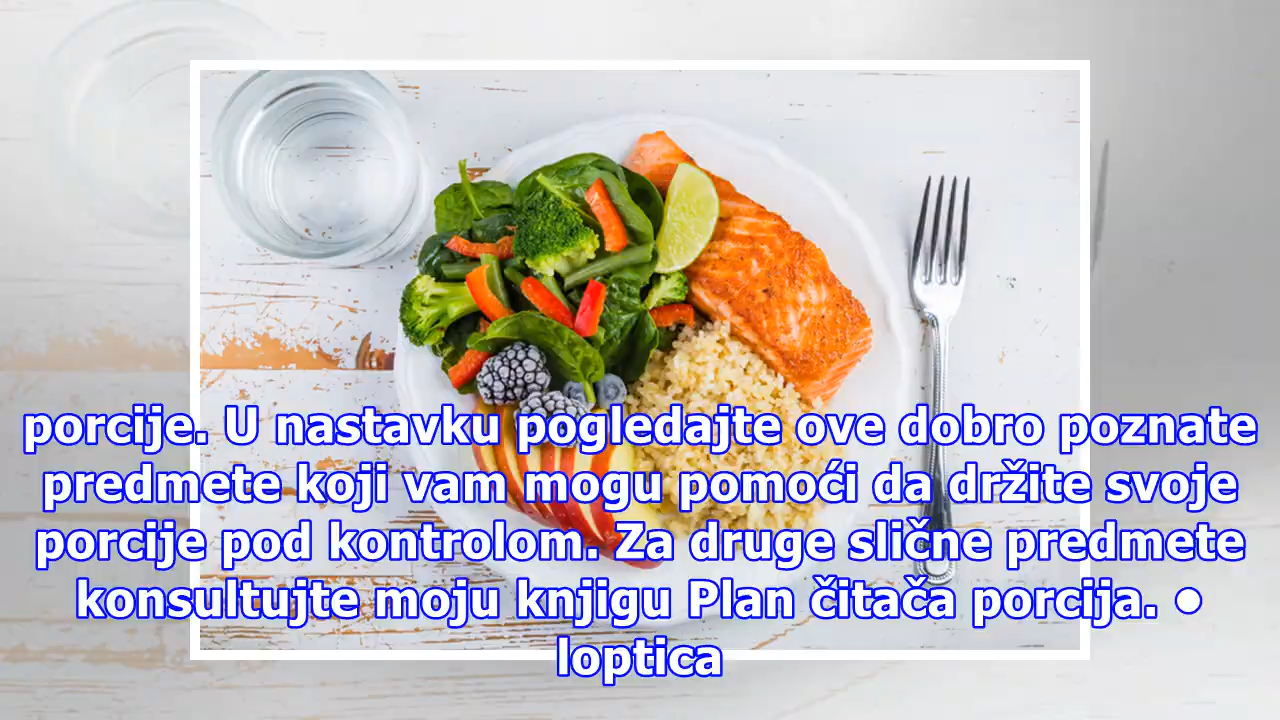 porcije. U nastavku pogledajte ove dobro poznate
predmete koji vam mogu pomoći da držite svoje
porcije pod kontrolom. Za druge slične predmete
konsultujte moju knjigu Plan čitača porcija. ●
loptica